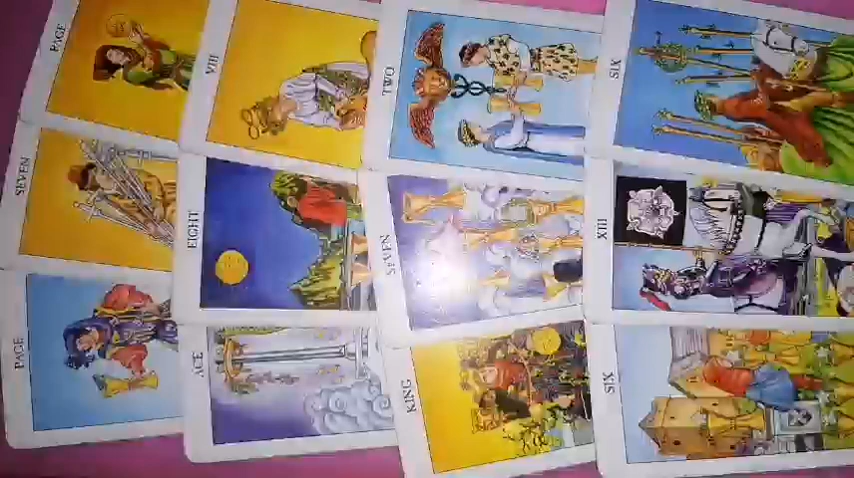 PAGE
VIII
TWO
SIX
SEVEN
EIGHT
SEVEN
XIII
PAGE
ACE
KING
SIX